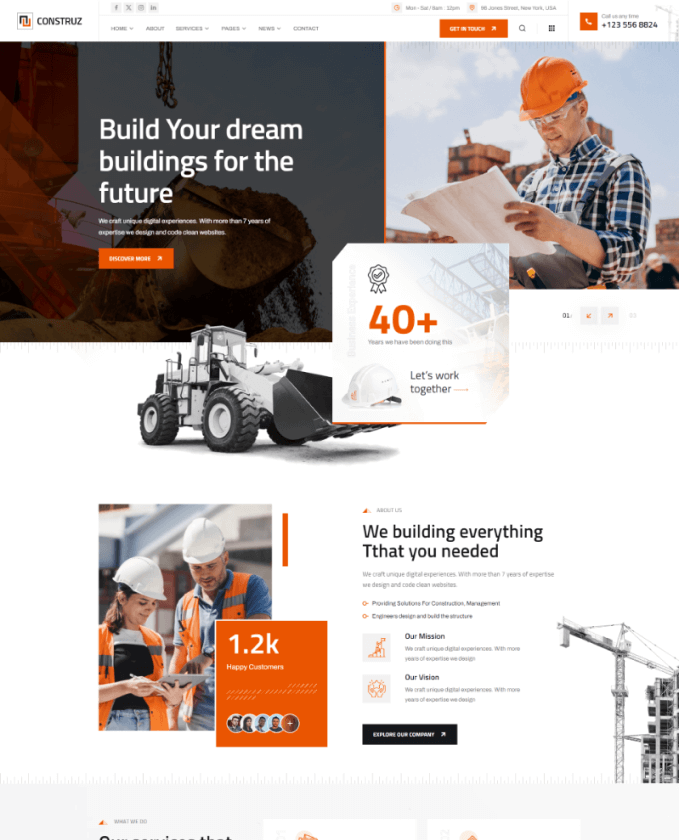 CONSTRUZ
Mon - Sat / 8am : 12pm
86 Jones Street, New York, USA
Call us any time
+123 556 8824
HOME
ABOUT
SERVICES
PAGES
NEWS
CONTACT
GET IN TOUCH
Build Your dream
buildings for the
future
We craft unique digital experiences. With more than 7 years of
expertise we design and code clean websites.
DISCOVER MORE
Business Experience
40+
Years we have been doing this
Let's work
together
ABOUT US
We building everything
Tthat you needed
We craft unique digital experiences. With more than 7 years of expertise
we design and code clean websites.
Providing Solutions For Construction, Management
Engineers design and build the structure
1.2k
Happy Customers
Our Mission
We craft unique digital experiences. With more
years of expertise we design
Our Vision
We craft unique digital experiences. With more
years of expertise we design
EXPLORE OUR COMPANY
WHAT WE DO
Our services that